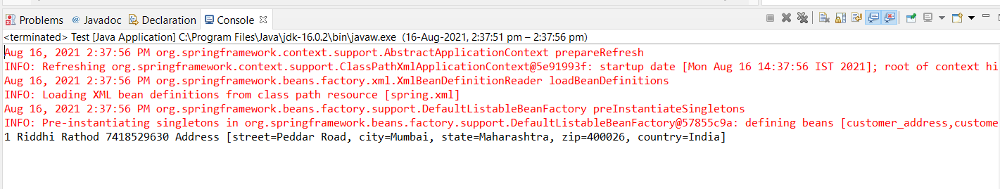 Problems @ Javadoc Declaration Console
<terminated> Test [Java Application] C:\Program Files\Java\jdk-16.0.2\bin\javaw.exe (16-Aug-2021, 2:37:51 pm – 2:37:56 pm)
Aug 16, 2021 2:37:56 PM org.springframework.context.support.AbstractApplicationContext prepareRefresh
INFO: Refreshing org.springframework.context.support.ClassPathXmlApplicationContext@5e91993f: startup date [Mon Aug 16 14:37:56 IST 2021]; root of context hi
Aug 16, 2021 2:37:56 PM org.springframework.beans.factory.xml.XmlBeanDefinitionReader loadBeanDefinitions
INFO: Loading XML bean definitions from class path resource [spring.xml]
Aug 16, 2021 2:37:56 PM org.springframework.beans.factory.support.DefaultListableBeanFactory preInstantiateSingletons
INFO: Pre-instantiating singletons in org.springframework.beans.factory.support.DefaultListableBeanFactory@57855c9a: defining beans [customer_address,custome
1 Riddhi Rathod 7418529630 Address [street=Peddar Road, city=Mumbai, state=Maharashtra, zip=400026, country=India]